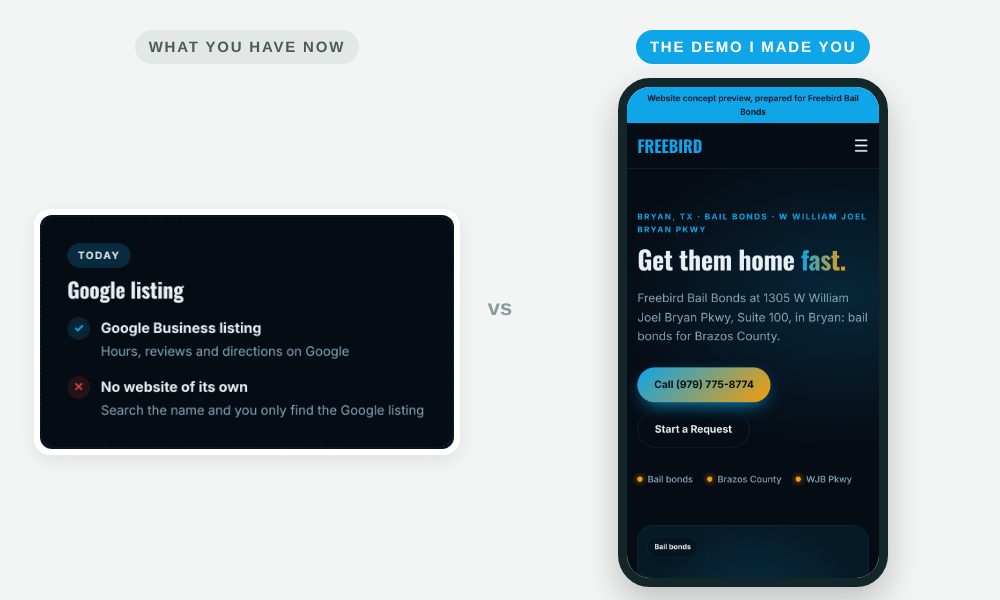 WHAT YOU HAVE NOW
TODAY
Google listing
Google Business listing
Hours, reviews and directions on Google
No website of its own
Search the name and you only find the Google listing
vs
THE DEMO I MADE YOU
Website concept preview, prepared for Freebird Bail
Bonds
FREEBIRD
BRYAN, TX · BAIL BONDS · W WILLIAM JOEL
BRYAN PKWY
Get them home fast.
Freebird Bail Bonds at 1305 W William
Joel Bryan Pkwy, Suite 100, in Bryan: bail
bonds for Brazos County.
Call (979) 775-8774
Start a Request
Bail bonds
Brazos County
WJB Pkwy
Bail bonds